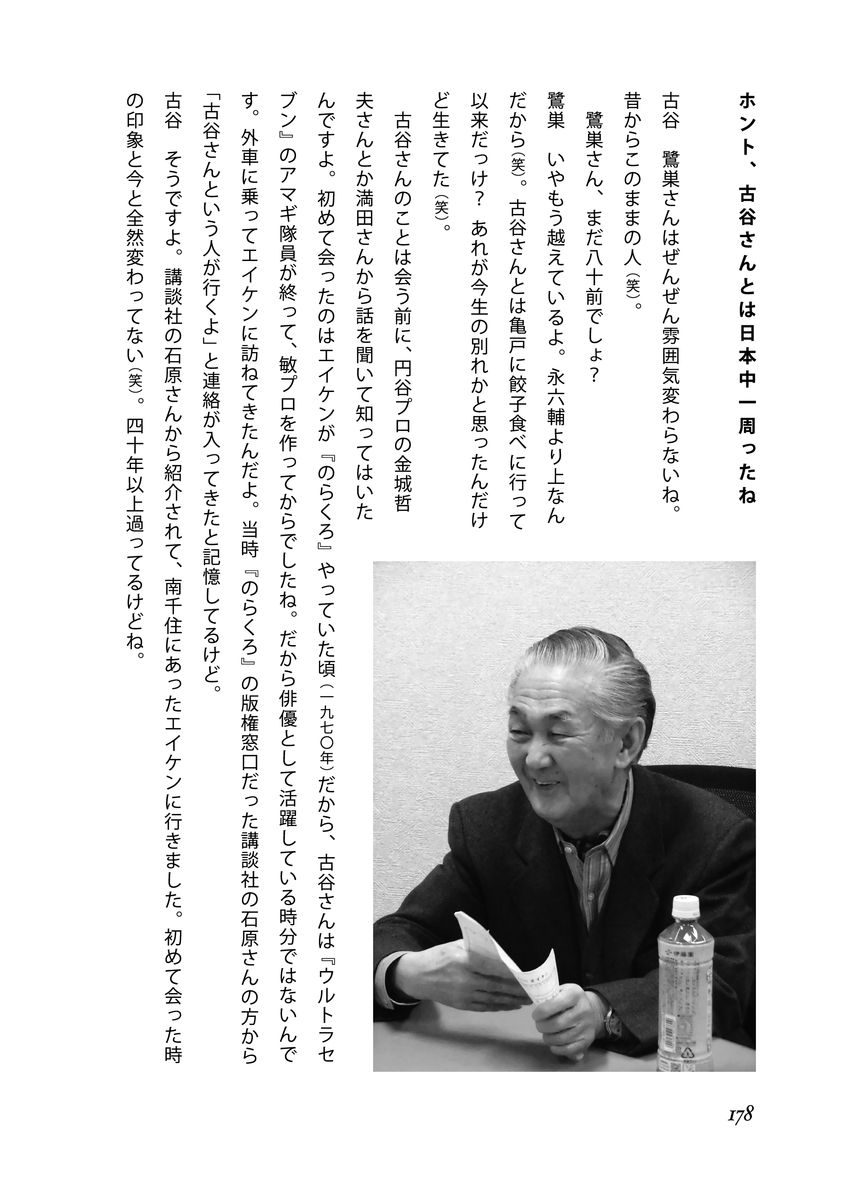 ホント、古谷さんとは日本中一周ったね
古谷　鷺巣さんはぜんぜん雰囲気変わらないね。
昔からこのままの人（笑）。
　鷺巣さん、まだ八十前でしょ？
鷺巣　いやもう越えているよ。永六輔より上なん
だから（笑）。古谷さんとは亀戸に餃子食べに行って
以来だっけ？ あれが今生の別れかと思ったんだけ
ど生きてた（笑）。
　古谷さんのことは会う前に、円谷プロの金城哲
夫さんとか満田さんから話を聞いて知ってはいた
んですよ。初めて会ったのはエイケンが『のらくろ』やっていた頃（一九七〇年）だから、古谷さんは『ウルトラセ
ブン』のアマギ隊員が終って、敏プロを作ってからでしたね。だから俳優として活躍している時分ではないんで
す。外車に乗ってエイケンに訪ねてきたんだよ。当時『のらくろ』の版権窓口だった講談社の石原さんの方から
「古谷さんという人が行くよ」と連絡が入ってきたと記憶してるけど。
古谷　そうですよ。講談社の石原さんから紹介されて、南千住にあったエイケンに行きました。初めて会った時
の印象と今と全然変わってない（笑）。四十年以上過ってるけどね。
伊藤園
178